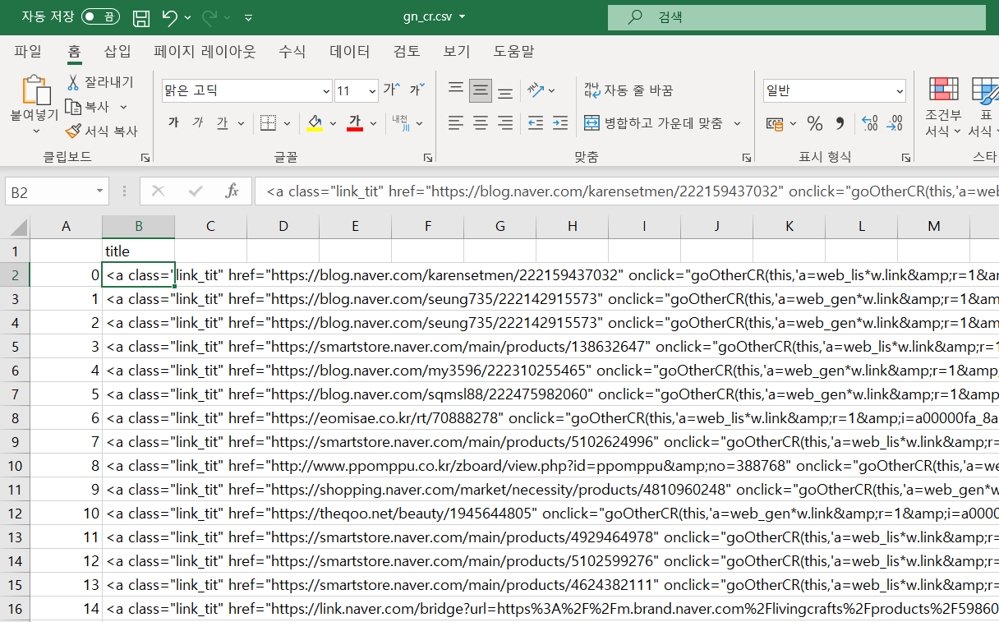 자동 저장 끔 gn_cr.csv 검색
파일 홈 삽입 페이지 레이아웃 수식 데이터 검토 보기 도움말
붙여넣기 잘라내기 복사 서식 복사
클립보드
맑은 고딕 11 가 가
가 가 가 가 내천
글꼴
자동 줄 바꿈
병합하고 가운데 맞춤
맞춤
일반
표시 형식
조건부 서식 표 서식
스타
B2 fx <a class="link_tit" href="https://blog.naver.com/karensetmen/222159437032" onclick="goOtherCR(this,'a=web
A B C D E F G H I J K L M
1 title
2 0 <a class="link_tit" href="https://blog.naver.com/karensetmen/222159437032" onclick="goOtherCR(this,'a=web_lis*w.link&amp;r=1&am
3 1 <a class="link_tit" href="https://blog.naver.com/seung735/222142915573" onclick="goOtherCR(this,'a=web_gen*w.link&amp;r=1&amp
4 2 <a class="link_tit" href="https://blog.naver.com/seung735/222142915573" onclick="goOtherCR(this,'a=web_gen*w.link&amp;r=1&amp
5 3 <a class="link_tit" href="https://smartstore.naver.com/main/products/138632647" onclick="goOtherCR(this,'a=web_lis*w.link&amp;r=1
6 4 <a class="link_tit" href="https://blog.naver.com/my3596/222310255465" onclick="goOtherCR(this,'a=web_gen*w.link&amp;r=1&amp;
7 5 <a class="link_tit" href="https://blog.naver.com/sqmsl88/222475982060" onclick="goOtherCR(this,'a=web_gen*w.link&amp;r=1&amp
8 6 <a class="link_tit" href="https://eomisae.co.kr/rt/70888278" onclick="goOtherCR(this,'a=web_lis*w.link&amp;r=1&amp;i=a00000fa_8a
9 7 <a class="link_tit" href="https://smartstore.naver.com/main/products/5102624996" onclick="goOtherCR(this,'a=web_lis*w.link&amp;r=
10 8 <a class="link_tit" href="http://www.ppomppu.co.kr/zboard/view.php?id=ppomppu&amp;no=388768" onclick="goOtherCR(this,'a=we
11 9 <a class="link_tit" href="https://shopping.naver.com/market/necessity/products/4810960248" onclick="goOtherCR(this,'a=web_gen*w
12 10 <a class="link_tit" href="https://theqoo.net/beauty/1945644805" onclick="goOtherCR(this,'a=web_gen*w.link&amp;r=1&amp;i=a0000
13 11 <a class="link_tit" href="https://smartstore.naver.com/main/products/4929464978" onclick="goOtherCR(this,'a=web_lis*w.link&amp;r=
14 12 <a class="link_tit" href="https://smartstore.naver.com/main/products/5102599276" onclick="goOtherCR(this,'a=web_lis*w.link&amp;r=
15 13 <a class="link_tit" href="https://smartstore.naver.com/main/products/4624382111" onclick="goOtherCR(this,'a=web_lis*w.link&amp;r=
16 14 <a class="link_tit" href="https://link.naver.com/bridge?url=https%3A%2F%2Fm.brand.naver.com%2Flivingcrafts%2Fproducts%2F59860